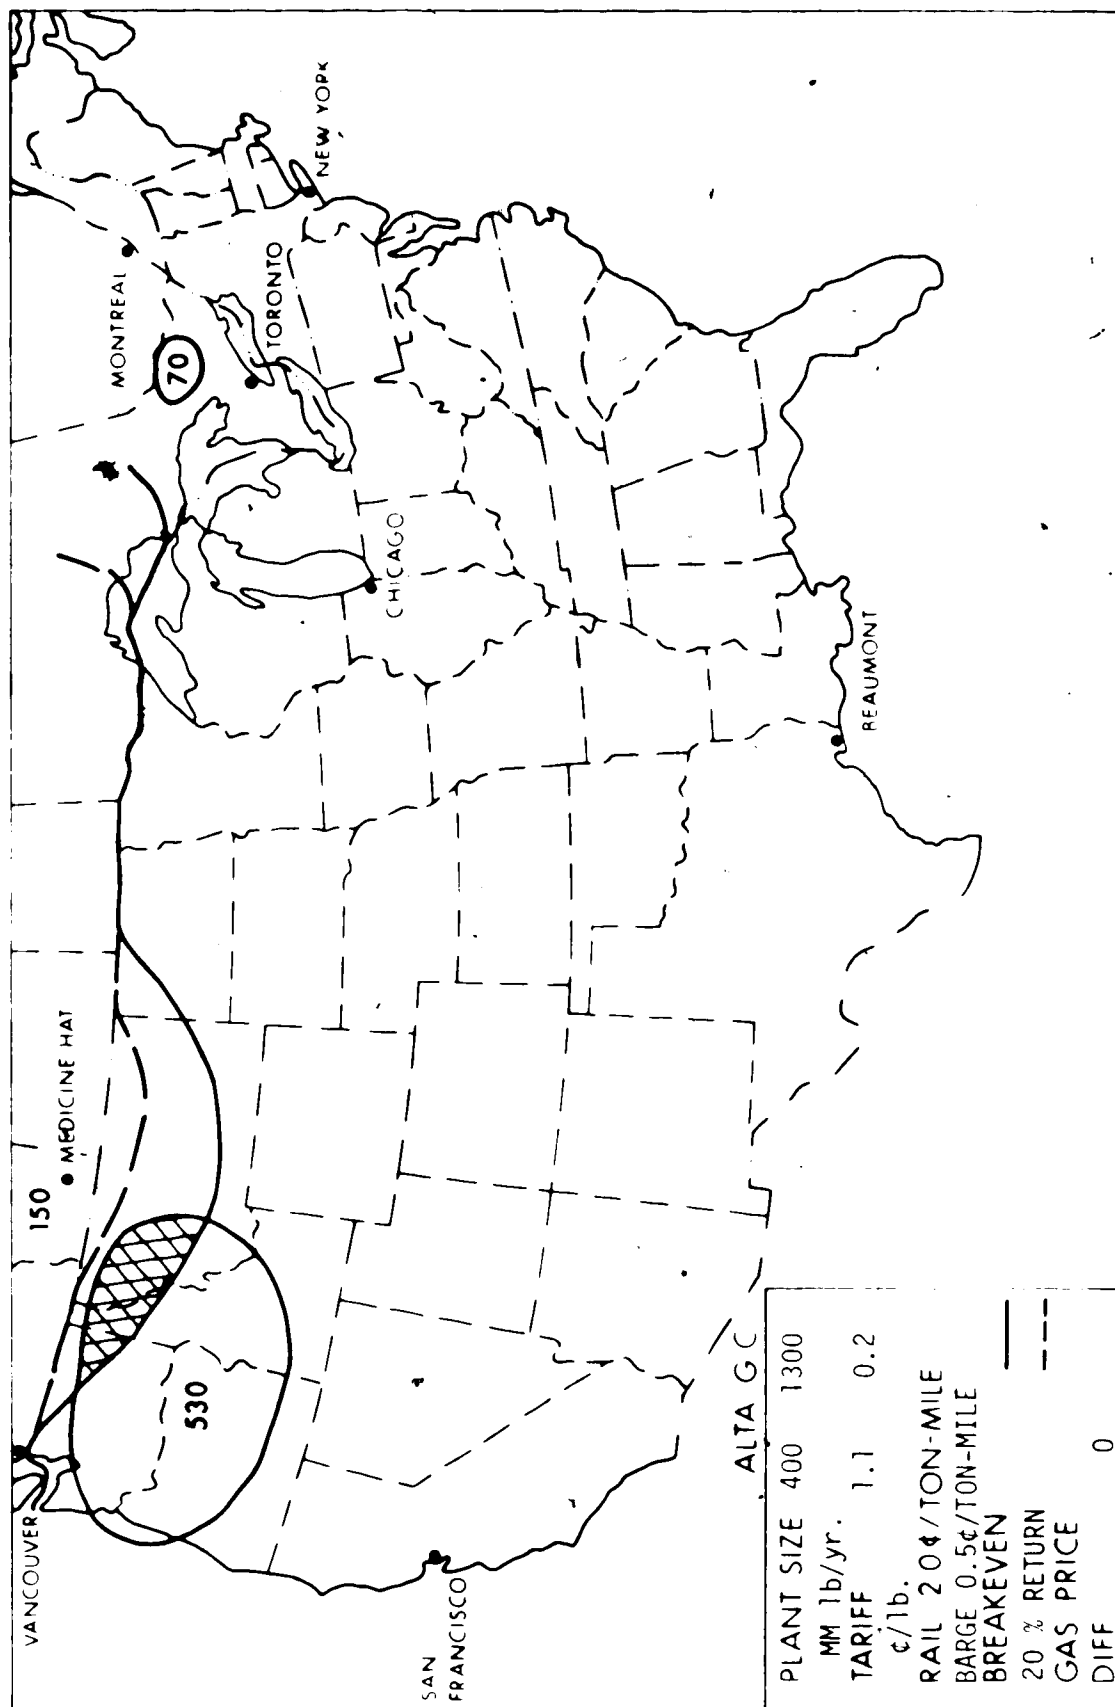 VANCOUVER
150
MEDICINE HAT
530
MONTREAL
70
TORONTO
NEW YORK
CHICAGO
SAN
FRANCISCO
BEAUMONT
ALTA GC
PLANT SIZE 400 1300
MM lb/yr.
TARIFF 1.1 0.2
¢/lb.
RAIL 2 0¢/TON-MILE
BARGE 0.5¢/TON-MILE
BREAKEVEN
20 % RETURN
GAS PRICE
DIFF 0